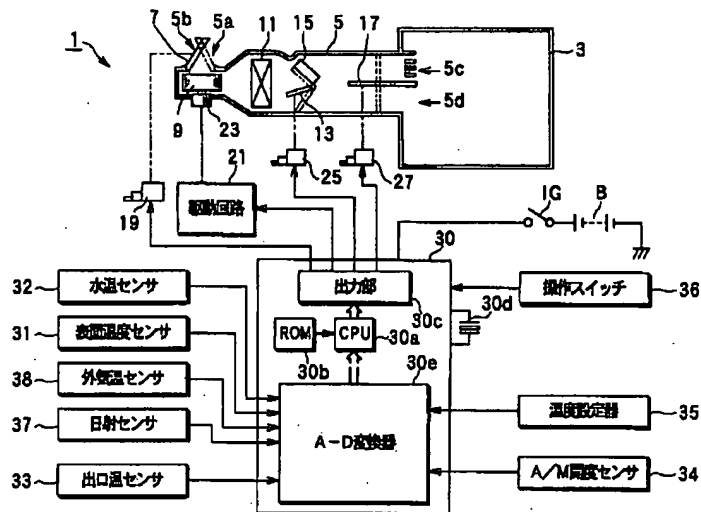 1
5b 5a 11 15 5 17
7
3
5c
5d
9
23
13
21
25
27
19
駆動回路
IG
B
30
32
水温センサ
出力部
操作スイッチ
36
30c
30d
31
表面温度センサ
ROM
CPU
30a
30b
30e
38
外気温センサ
37
日射センサ
A-D変換器
温度設定器
35
33
出口温センサ
A/M開度センサ
34